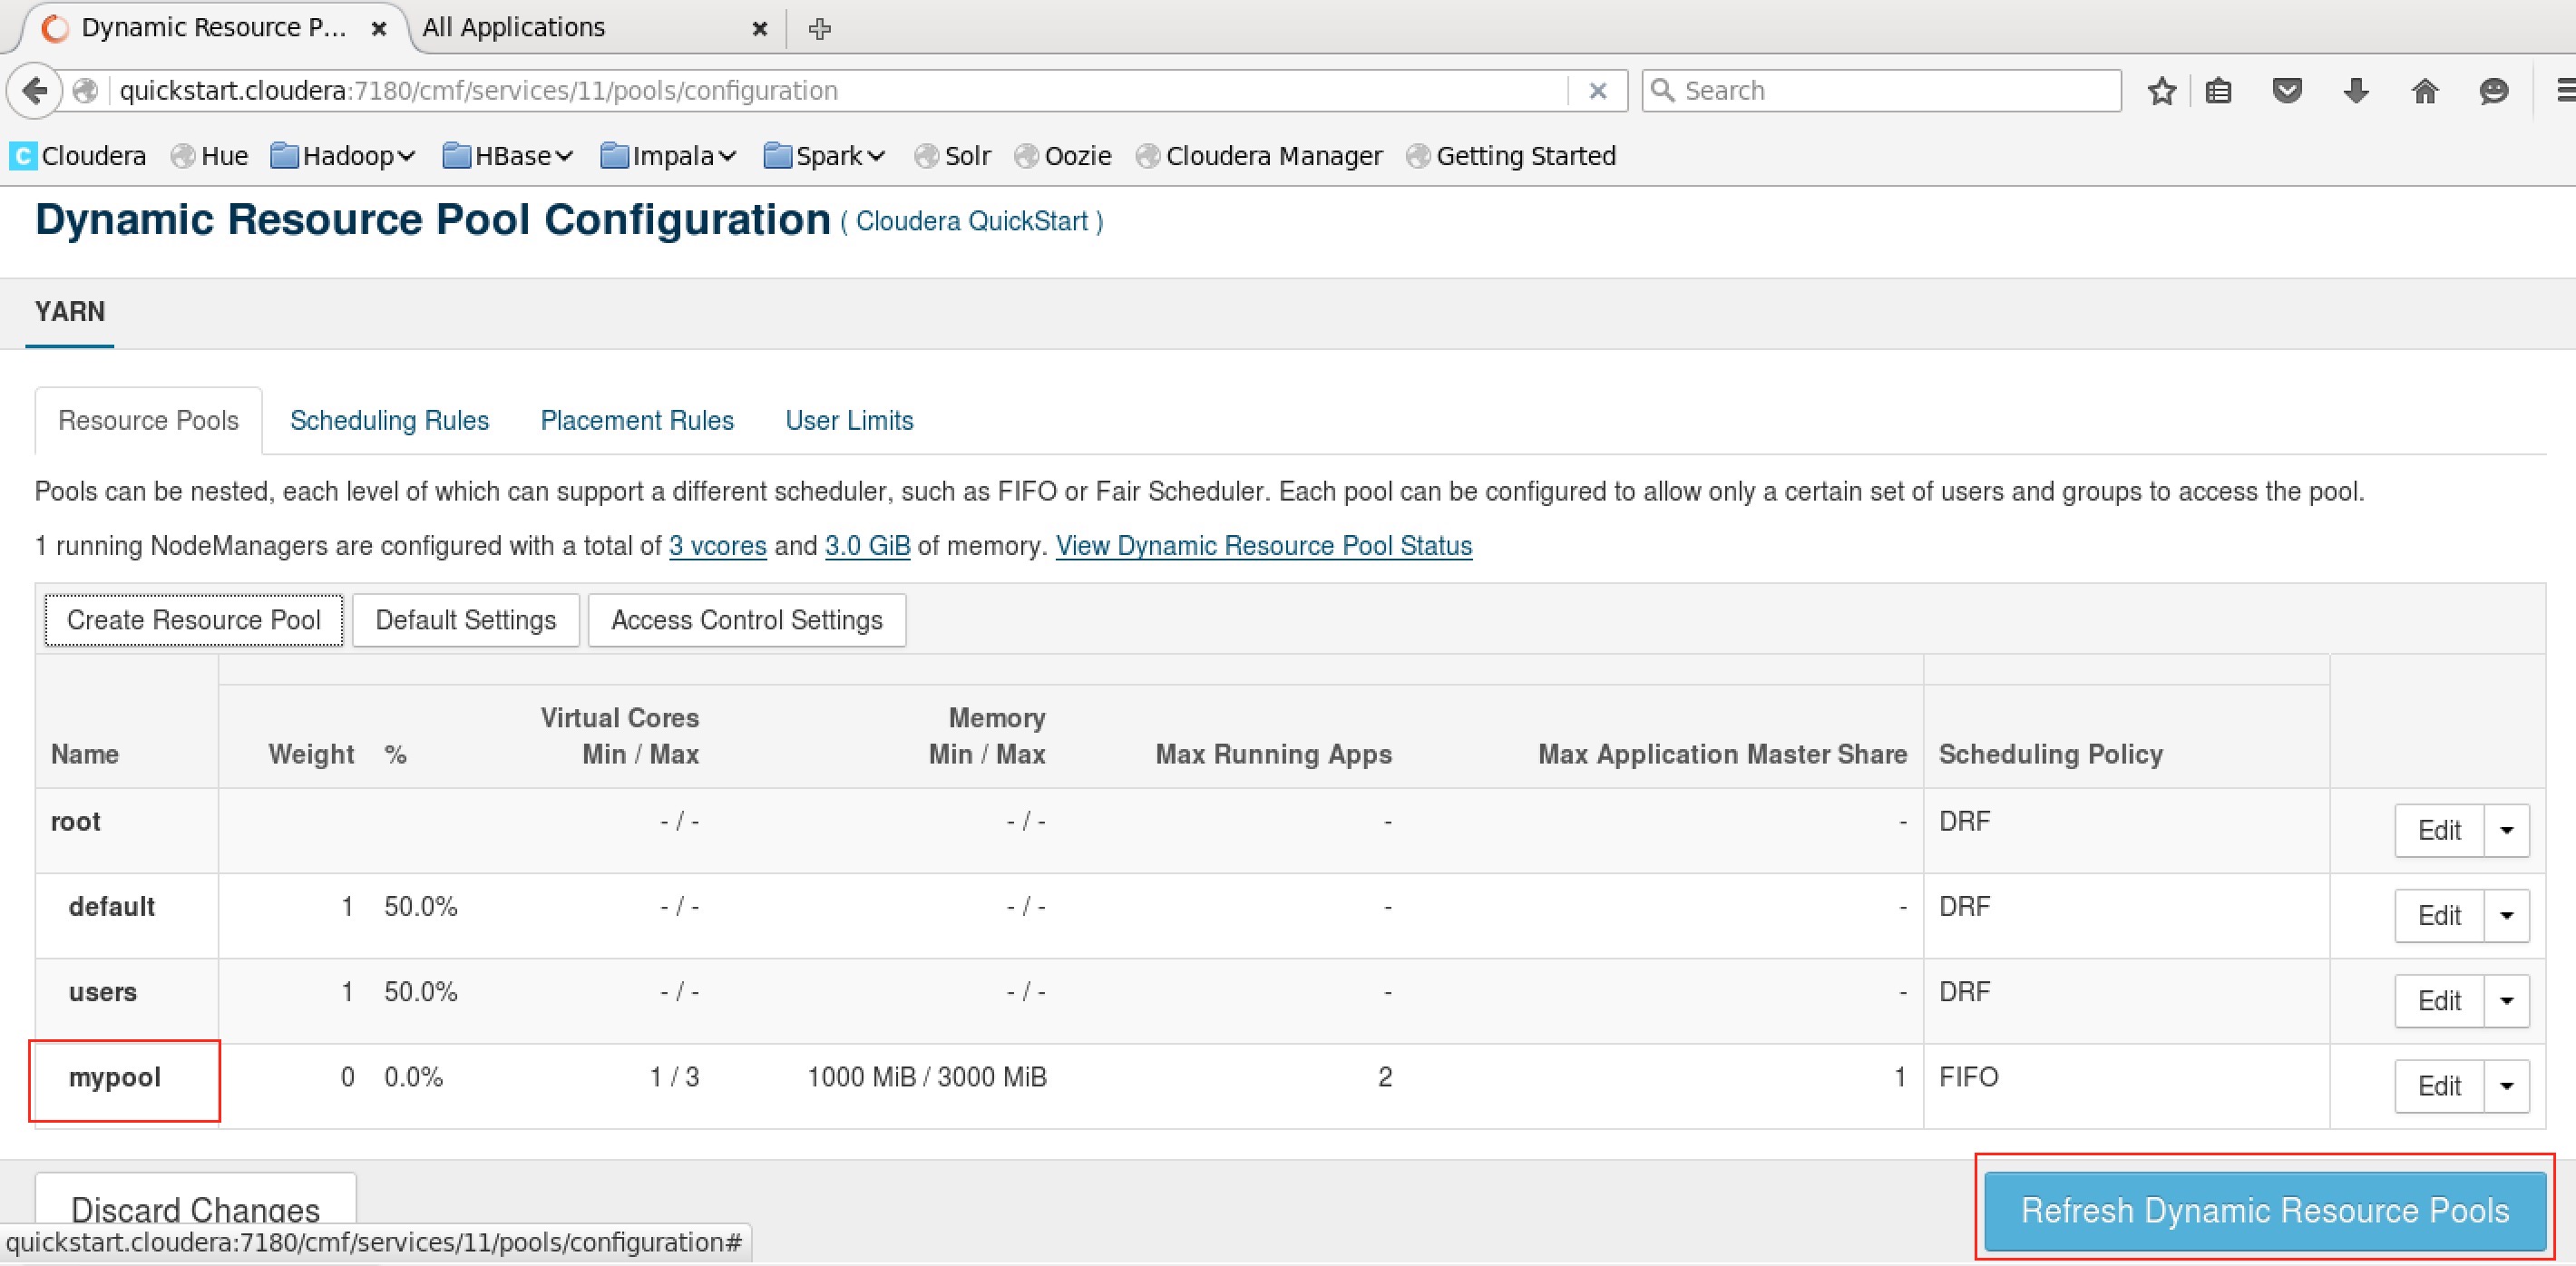 Dynamic Resource P...
All Applications
quickstart.cloudera:7180/cmf/services/11/pools/configuration
Search
Cloudera Hue Hadoop HBase Impala Spark Solr Oozie Cloudera Manager Getting Started
Dynamic Resource Pool Configuration ( Cloudera QuickStart )
YARN
Resource Pools Scheduling Rules Placement Rules User Limits
Pools can be nested, each level of which can support a different scheduler, such as FIFO or Fair Scheduler. Each pool can be configured to allow only a certain set of users and groups to access the pool.
1 running NodeManagers are configured with a total of 3 vcores and 3.0 GiB of memory. View Dynamic Resource Pool Status
Create Resource Pool Default Settings Access Control Settings
Virtual Cores Memory
Name Weight % Min / Max Min / Max Max Running Apps Max Application Master Share Scheduling Policy
root - / - - / - - - DRF Edit
default 1 50.0% - / - - / - - - DRF Edit
users 1 50.0% - / - - / - - - DRF Edit
mypool 0 0.0% 1 / 3 1000 MiB / 3000 MiB 2 1 FIFO Edit
Discard Changes Refresh Dynamic Resource Pools
quickstart.cloudera:7180/cmf/services/11/pools/configuration#